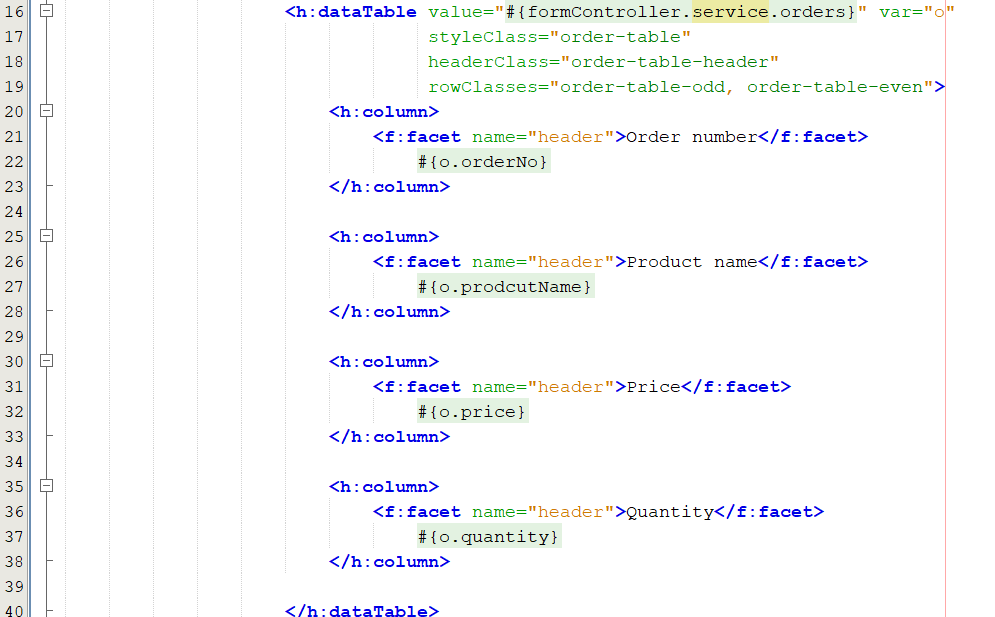 16 <h:dataTable value="#{formController.service.orders}" var="o"
17 styleClass="order-table"
18 headerClass="order-table-header"
19 rowClasses="order-table-odd, order-table-even">
20 <h:column>
21 <f:facet name="header">Order number</f:facet>
22 #{o.orderNo}
23 </h:column>
24
25 <h:column>
26 <f:facet name="header">Product name</f:facet>
27 #{o.prodcutName}
28 </h:column>
29
30 <h:column>
31 <f:facet name="header">Price</f:facet>
32 #{o.price}
33 </h:column>
34
35 <h:column>
36 <f:facet name="header">Quantity</f:facet>
37 #{o.quantity}
38 </h:column>
39
40 </h:dataTable>